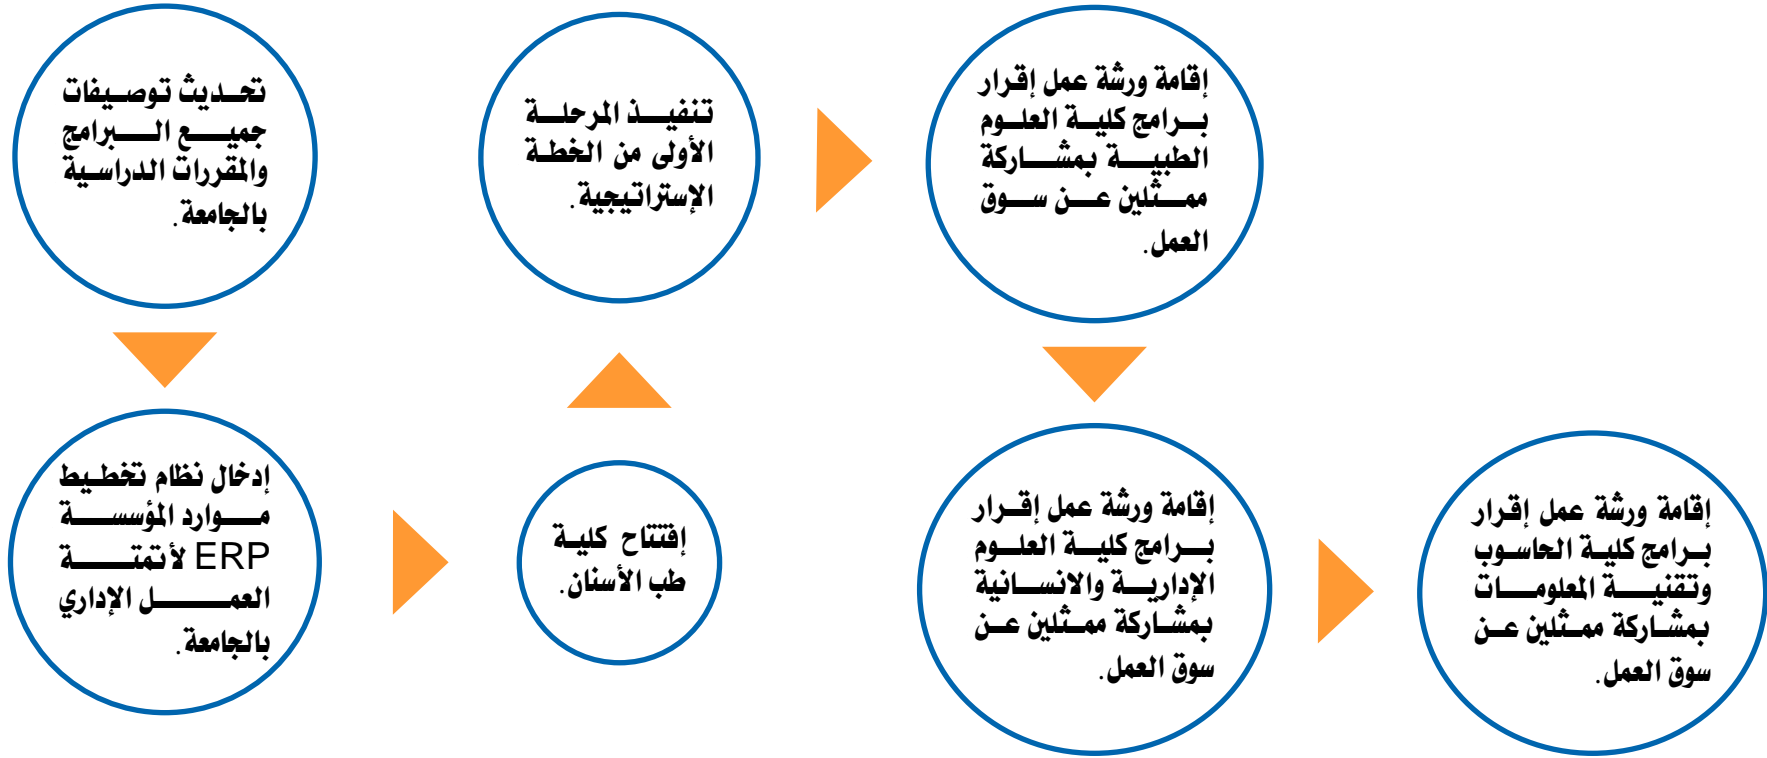 تحديث توصيفات
جميع البرامج
والمقررات الدراسية
بالجامعة.
إدخال نظام تخطيط
موارد المؤسسة
ERP لأتمتة
العمل الإداري
بالجامعة.
إفتتاح كلية
طب الأسنان.
تنفيذ المرحلة
الأولى من الخطة
الإستراتيجية.
إقامة ورشة عمل إقرار
برامج كلية العلوم
الطبية بمشاركة
ممثلين عن سوق
العمل.
إقامة ورشة عمل إقرار
برامج كلية العلوم
الإدارية والانسانية
بمشاركة ممثلين عن
سوق العمل.
إقامة ورشة عمل إقرار
برامج كلية الحاسوب
وتقنية المعلومات
بمشاركة ممثلين عن
سوق العمل.